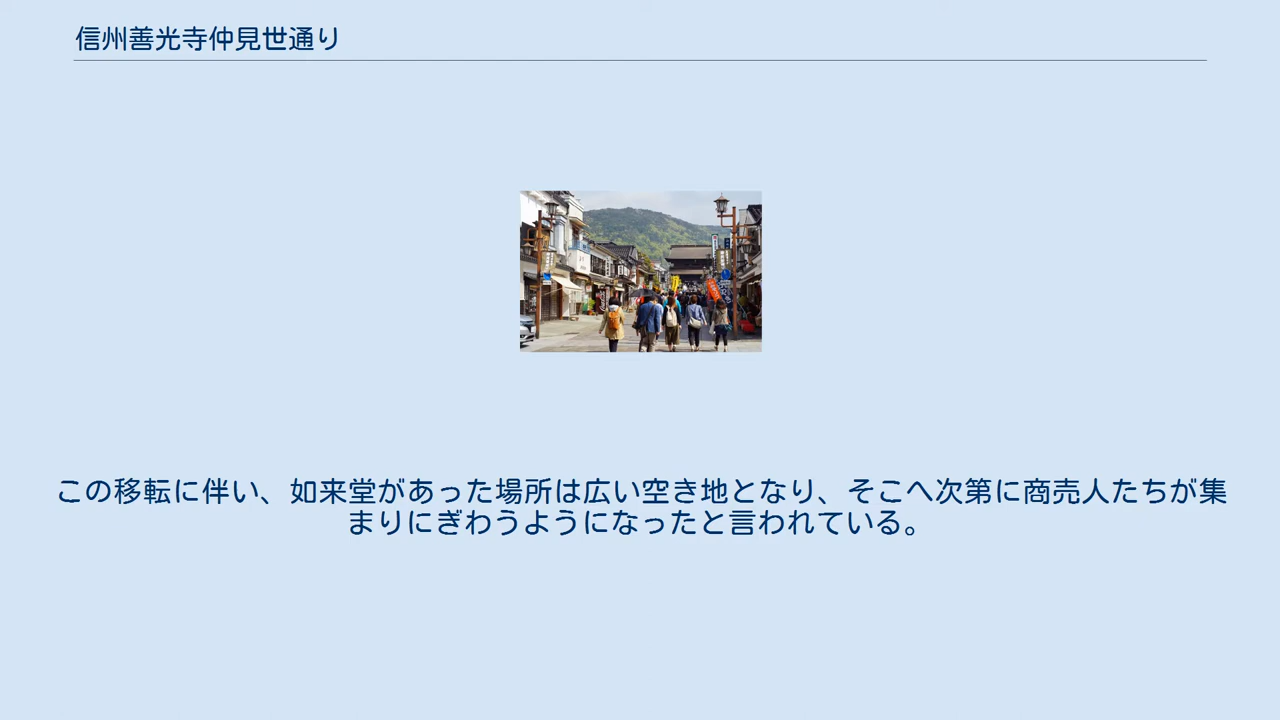 信州善光寺仲見世通り
この移転に伴い、如来堂があった場所は広い空き地となり、そこへ次第に商売人たちが集
まりにぎわうようになったと言われている。